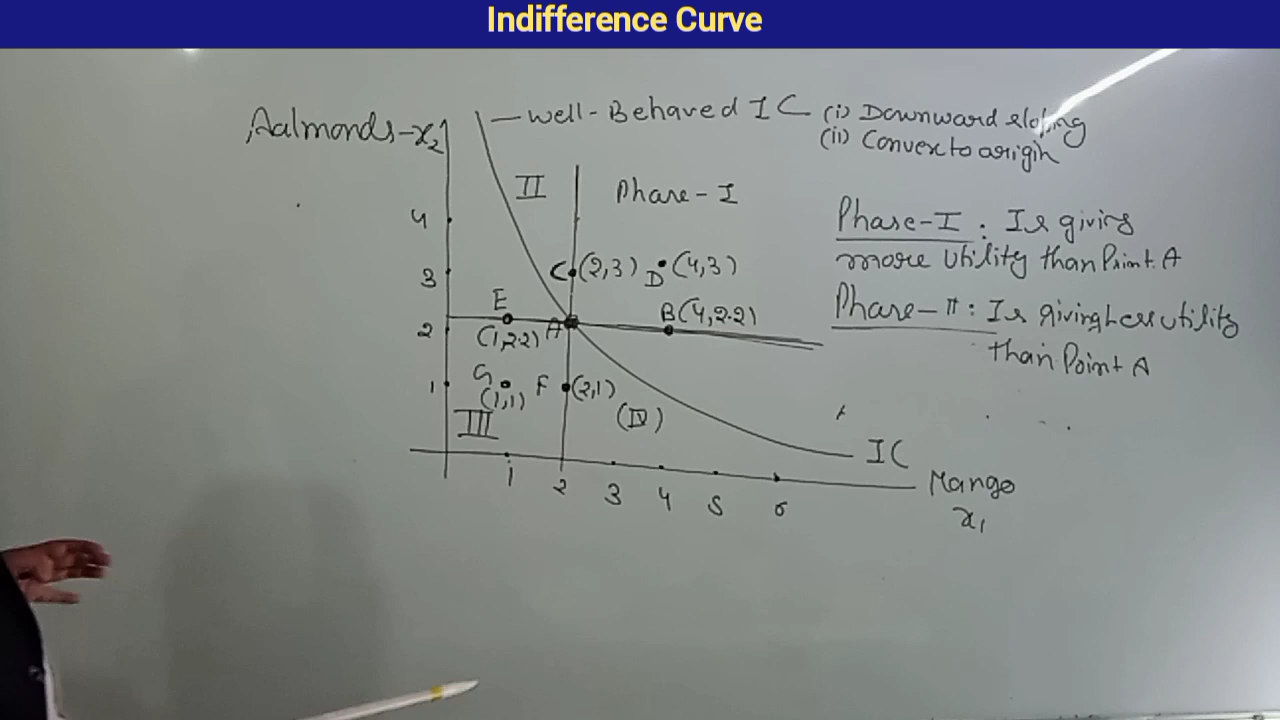 Indifference Curve
Aalmonds-x2
well-Behaved IC (i) Downward sloping
(ii) Convex to origin
II
Phase-I
4
Phase-I : Is giving
more Utility than Point A
3
C (2,3) D (4,3)
E
B(4,2.2)
2
(1,2.2) A
Phase-II: Is giving Less utility
than Point A
1
G
(1,1)
F (2,1)
III
(IV)
IC
1 2 3 4 5 6
Mango
x1